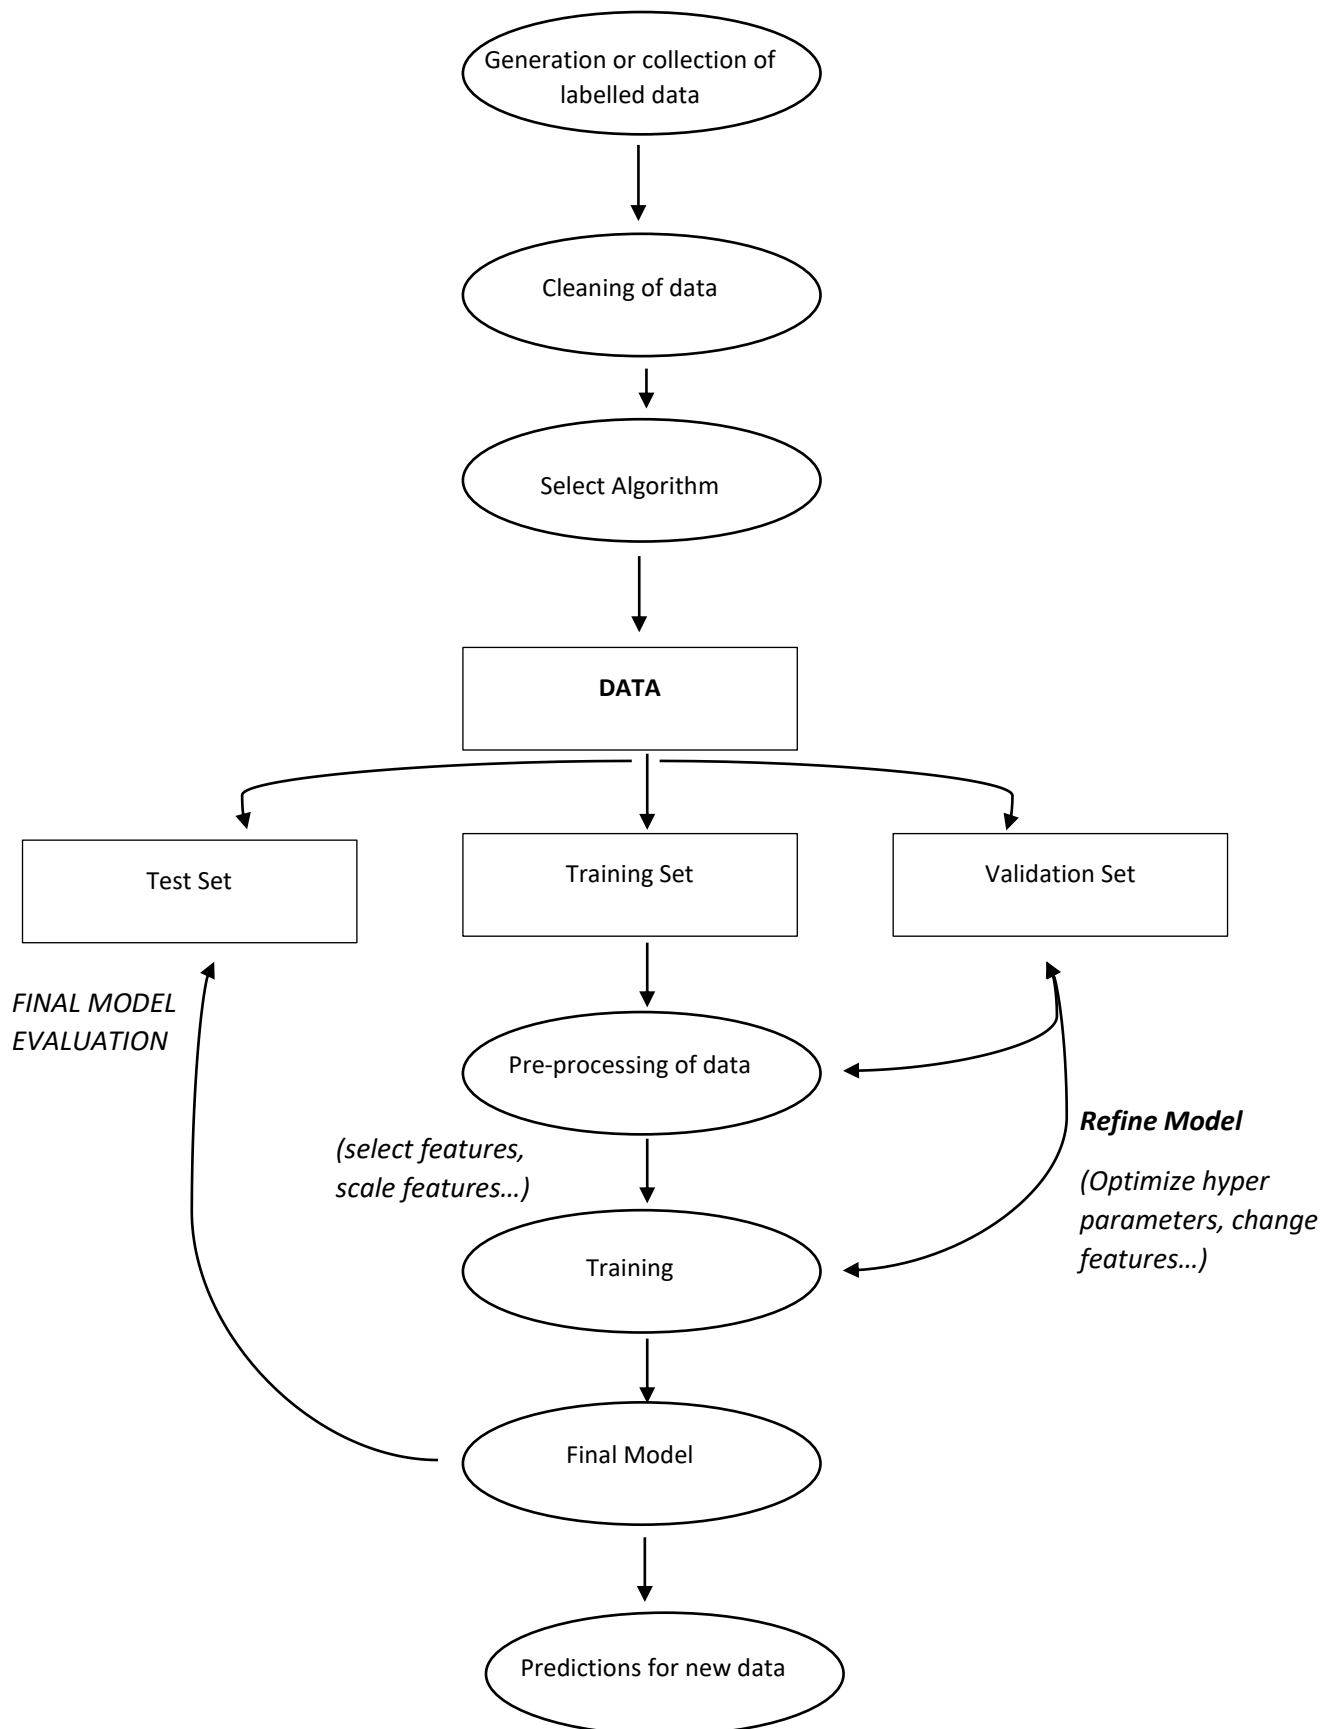 Generation or collection of
labelled data
Cleaning of data
Select Algorithm
DATA
Test Set
Training Set
Validation Set
FINAL MODEL
EVALUATION
Pre-processing of data
(select features,
scale features…)
Refine Model
(Optimize hyper
parameters, change
features…)
Training
Final Model
Predictions for new data